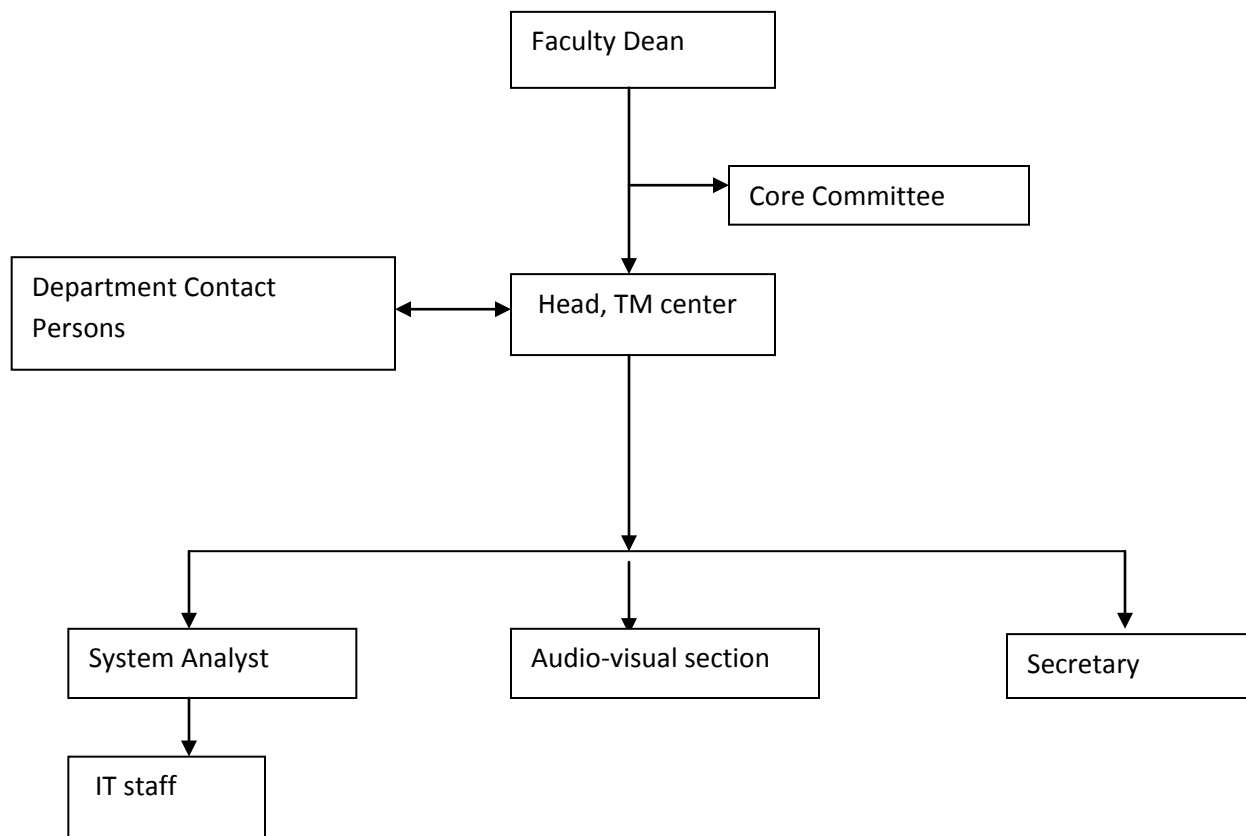 Faculty Dean
Core Committee
Department Contact
Persons
Head, TM center
System Analyst
Audio-visual section
Secretary
IT staff